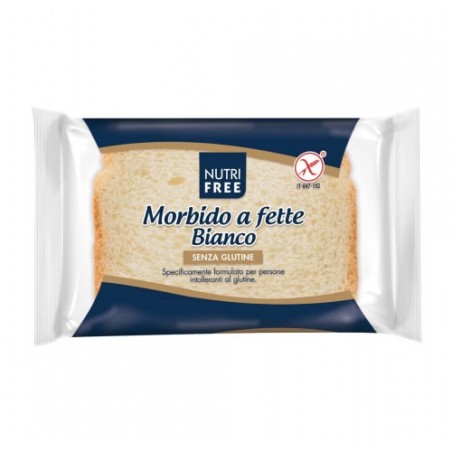 NUTRI
FREE
Morbido a fette
Bianco
SENZA GLUTINE
Specificamente formulato per persone
intolleranti al glutine.